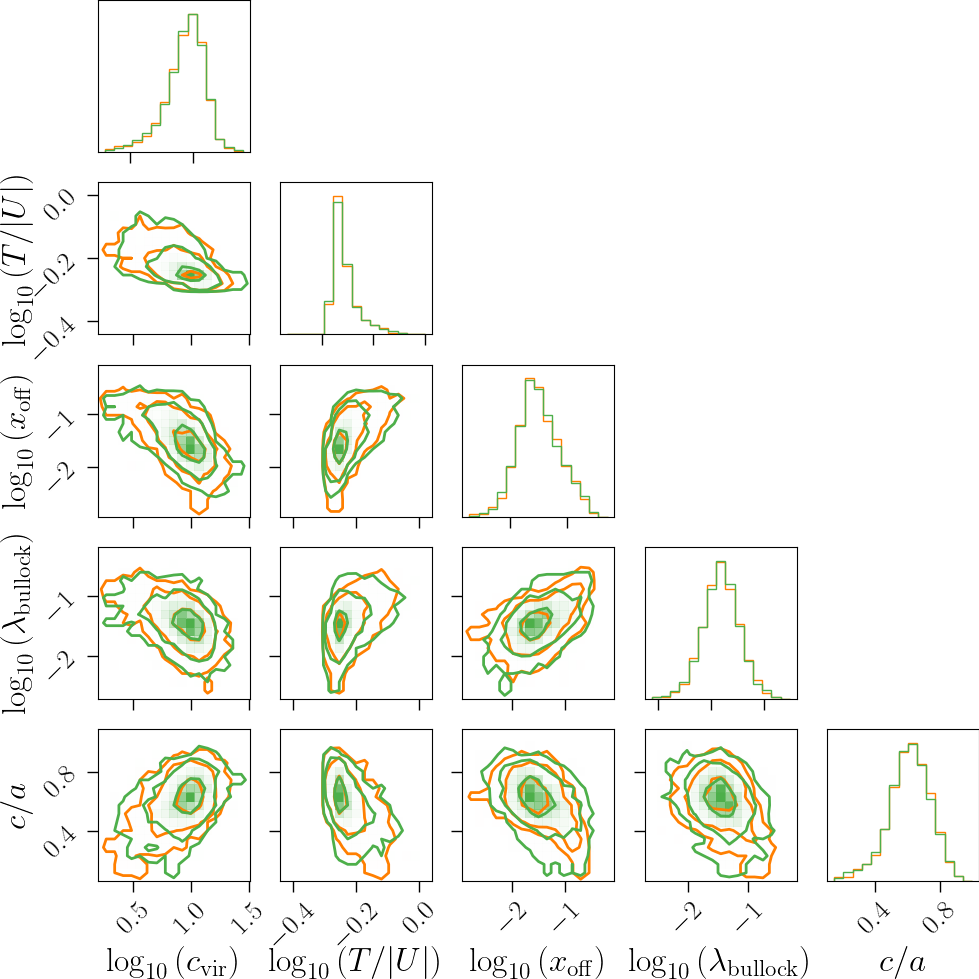 log₁₀(T/|U|)
0.0
−0.2
−0.4
log₁₀(x_off)
−1
−2
log₁₀(λ_bullock)
−1
−2
c/a
0.8
0.4
0.5 1.0 1.5 −0.4 −0.2 0.0 −2 −1 −2 −1 0.4 0.8
log₁₀(c_vir) log₁₀(T/|U|) log₁₀(x_off) log₁₀(λ_bullock) c/a